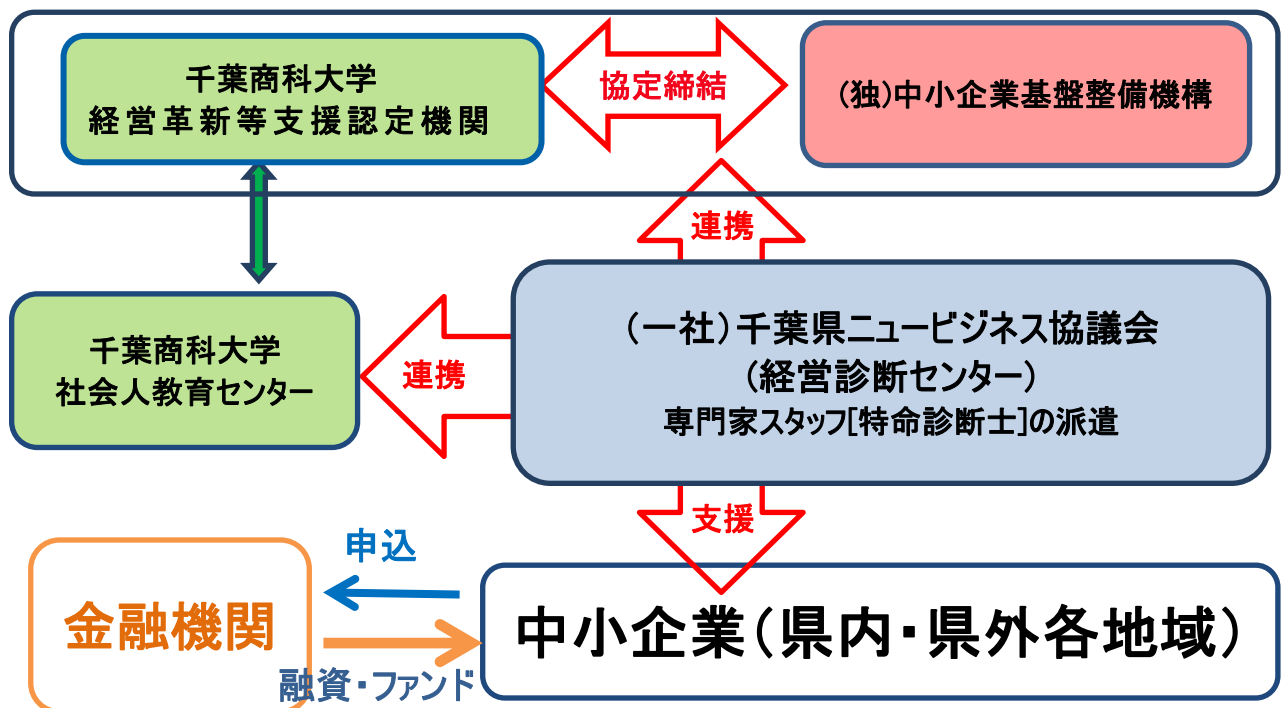 千葉商科大学
経営革新等支援認定機関
協定締結
(独)中小企業基盤整備機構
連携
千葉商科大学
社会人教育センター
連携
(一社)千葉県ニュービジネス協議会
(経営診断センター)
専門家スタッフ[特命診断士]の派遣
支援
申込
金融機関
中小企業(県内・県外各地域)
融資・ファンド